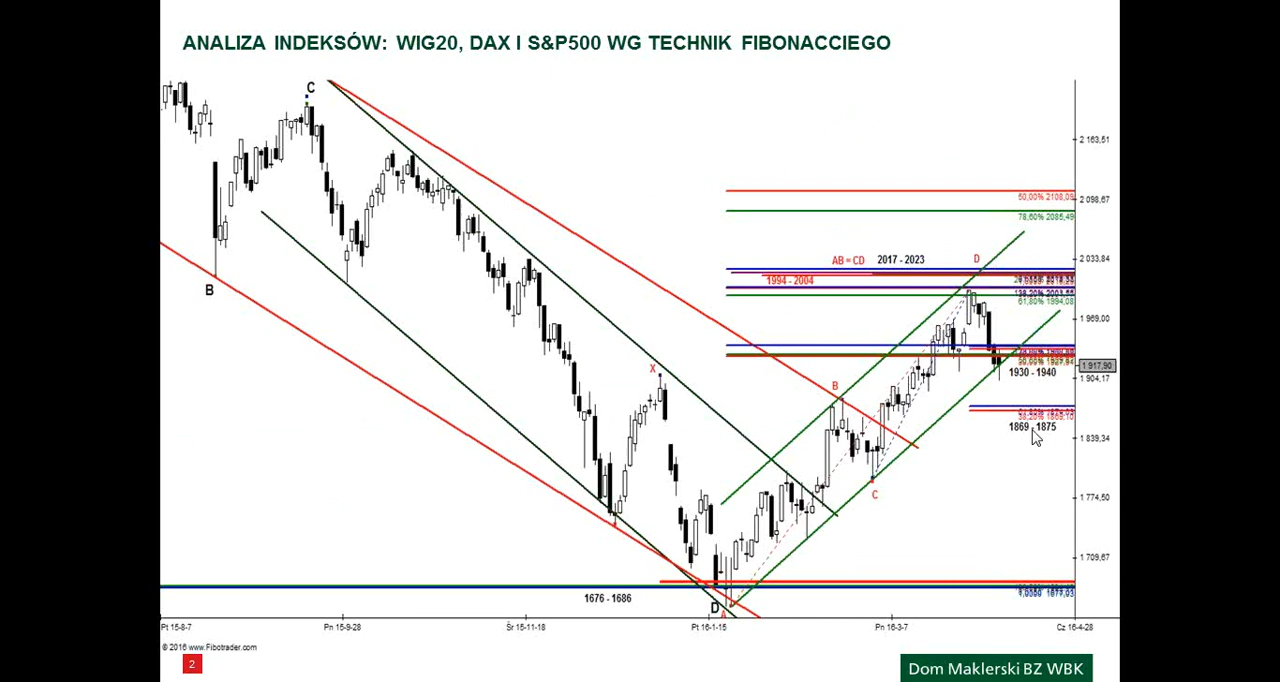 ANALIZA INDEKSÓW: WIG20, DAX I S&P500 WG TECHNIK FIBONACCIEGO
C
2 163,51
50,00% 2108,09
2 098,67
78,60% 2085,49
AB = CD
2017 - 2023
D
2 033,84
1994 - 2004
B
61,80% 1994,08
1 969,00
1 917,90
X
1930 - 1940
1 904,17
B
1869 - 1875
1 839,34
C
1 774,50
1 709,67
1676 - 1686
D
A
Pt 15-8-7
Pn 15-9-28
Śr 15-11-18
Pt 16-1-15
Pn 16-3-7
Cz 16-4-28
© 2016 www.Fibotrader.com
2
Dom Maklerski BZ WBK